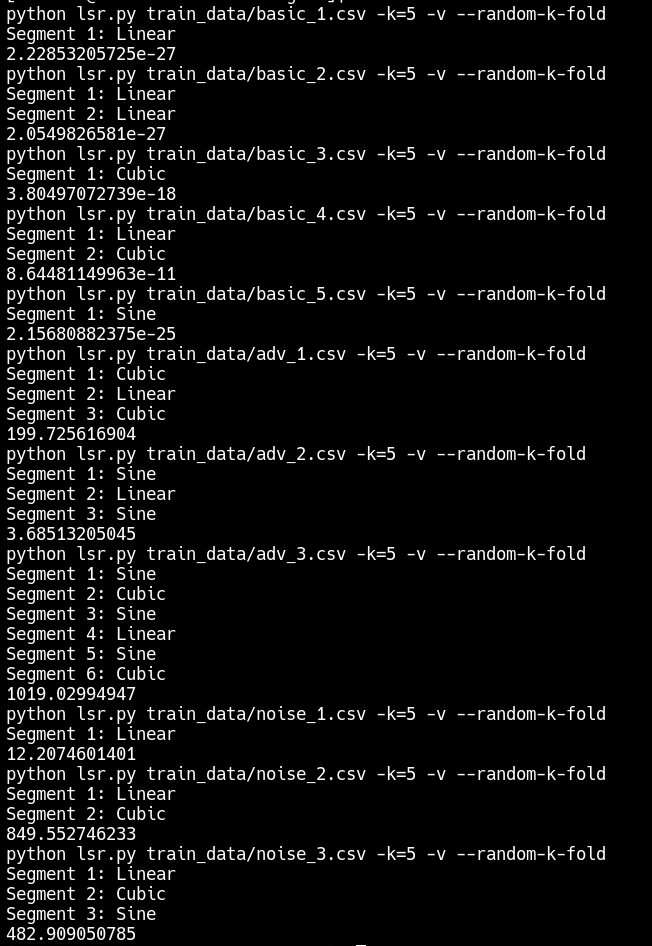 python lsr.py train_data/basic_1.csv -k=5 -v --random-k-fold
Segment 1: Linear
2.22853205725e-27
python lsr.py train_data/basic_2.csv -k=5 -v --random-k-fold
Segment 1: Linear
Segment 2: Linear
2.0549826581e-27
python lsr.py train_data/basic_3.csv -k=5 -v --random-k-fold
Segment 1: Cubic
3.80497072739e-18
python lsr.py train_data/basic_4.csv -k=5 -v --random-k-fold
Segment 1: Linear
Segment 2: Cubic
8.64481149963e-11
python lsr.py train_data/basic_5.csv -k=5 -v --random-k-fold
Segment 1: Sine
2.15680882375e-25
python lsr.py train_data/adv_1.csv -k=5 -v --random-k-fold
Segment 1: Cubic
Segment 2: Linear
Segment 3: Cubic
199.725616904
python lsr.py train_data/adv_2.csv -k=5 -v --random-k-fold
Segment 1: Sine
Segment 2: Linear
Segment 3: Sine
3.68513205045
python lsr.py train_data/adv_3.csv -k=5 -v --random-k-fold
Segment 1: Sine
Segment 2: Cubic
Segment 3: Sine
Segment 4: Linear
Segment 5: Sine
Segment 6: Cubic
1019.02994947
python lsr.py train_data/noise_1.csv -k=5 -v --random-k-fold
Segment 1: Linear
12.2074601401
python lsr.py train_data/noise_2.csv -k=5 -v --random-k-fold
Segment 1: Linear
Segment 2: Cubic
849.552746233
python lsr.py train_data/noise_3.csv -k=5 -v --random-k-fold
Segment 1: Linear
Segment 2: Cubic
Segment 3: Sine
482.909050785